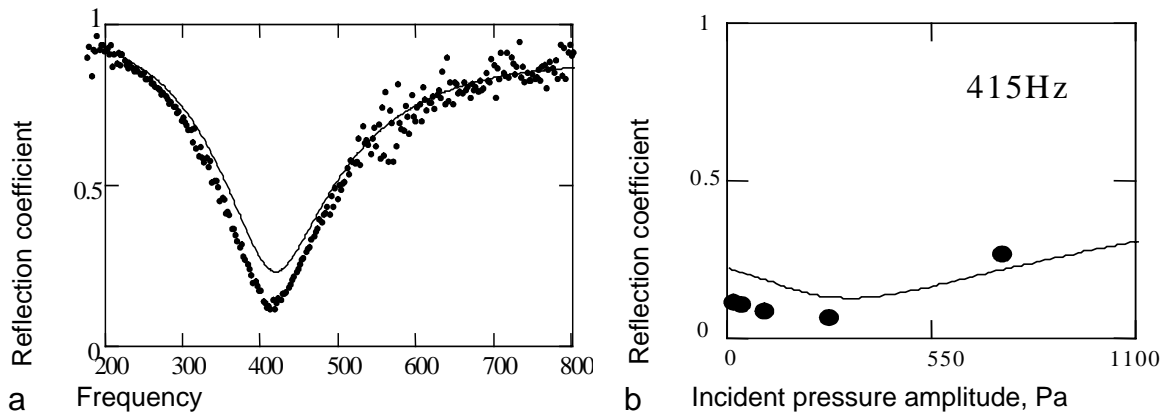 1
0.5
0
Reflection coefficient
200 300 400 500 600 700 800
a Frequency
1
0.5
0
Reflection coefficient
415Hz
0 550 1100
b Incident pressure amplitude, Pa